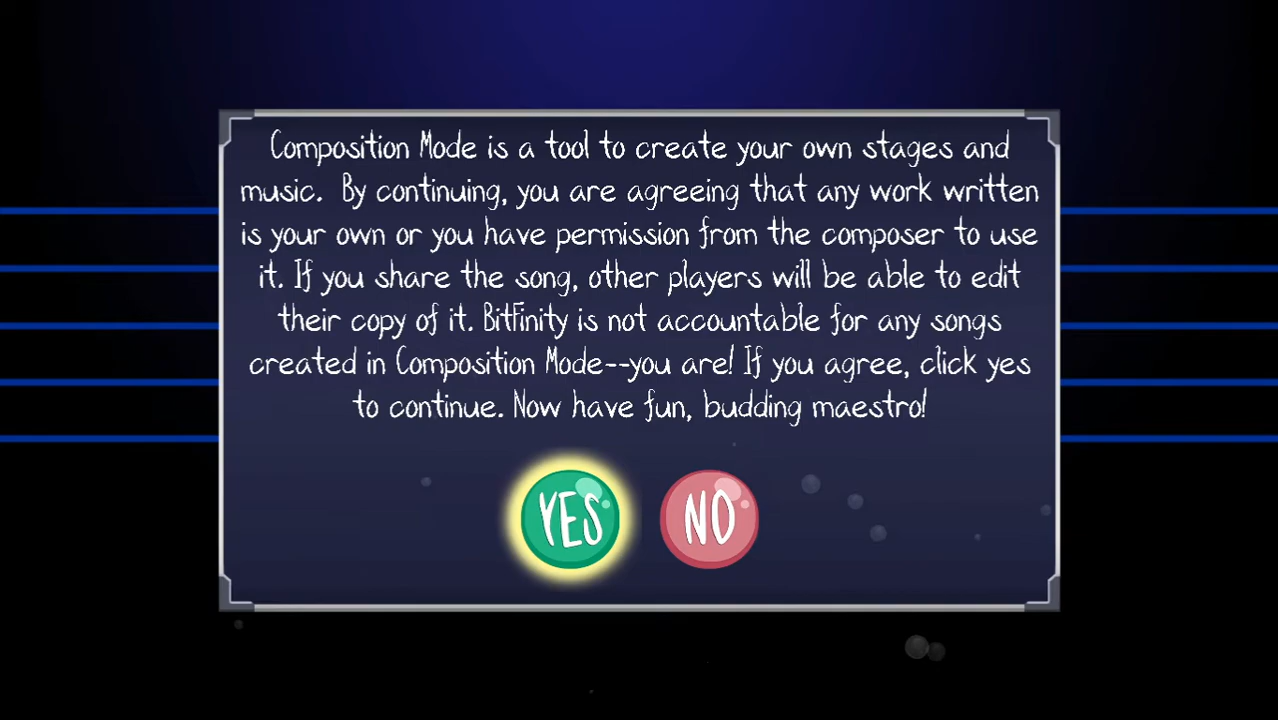 Composition Mode is a tool to create your own stages and
music.  By continuing, you are agreeing that any work written
is your own or you have permission from the composer to use
it. If you share the song, other players will be able to edit
their copy of it. BitFinity is not accountable for any songs
created in Composition Mode--you are! If you agree, click yes
to continue. Now have fun, budding maestro!
YES NO